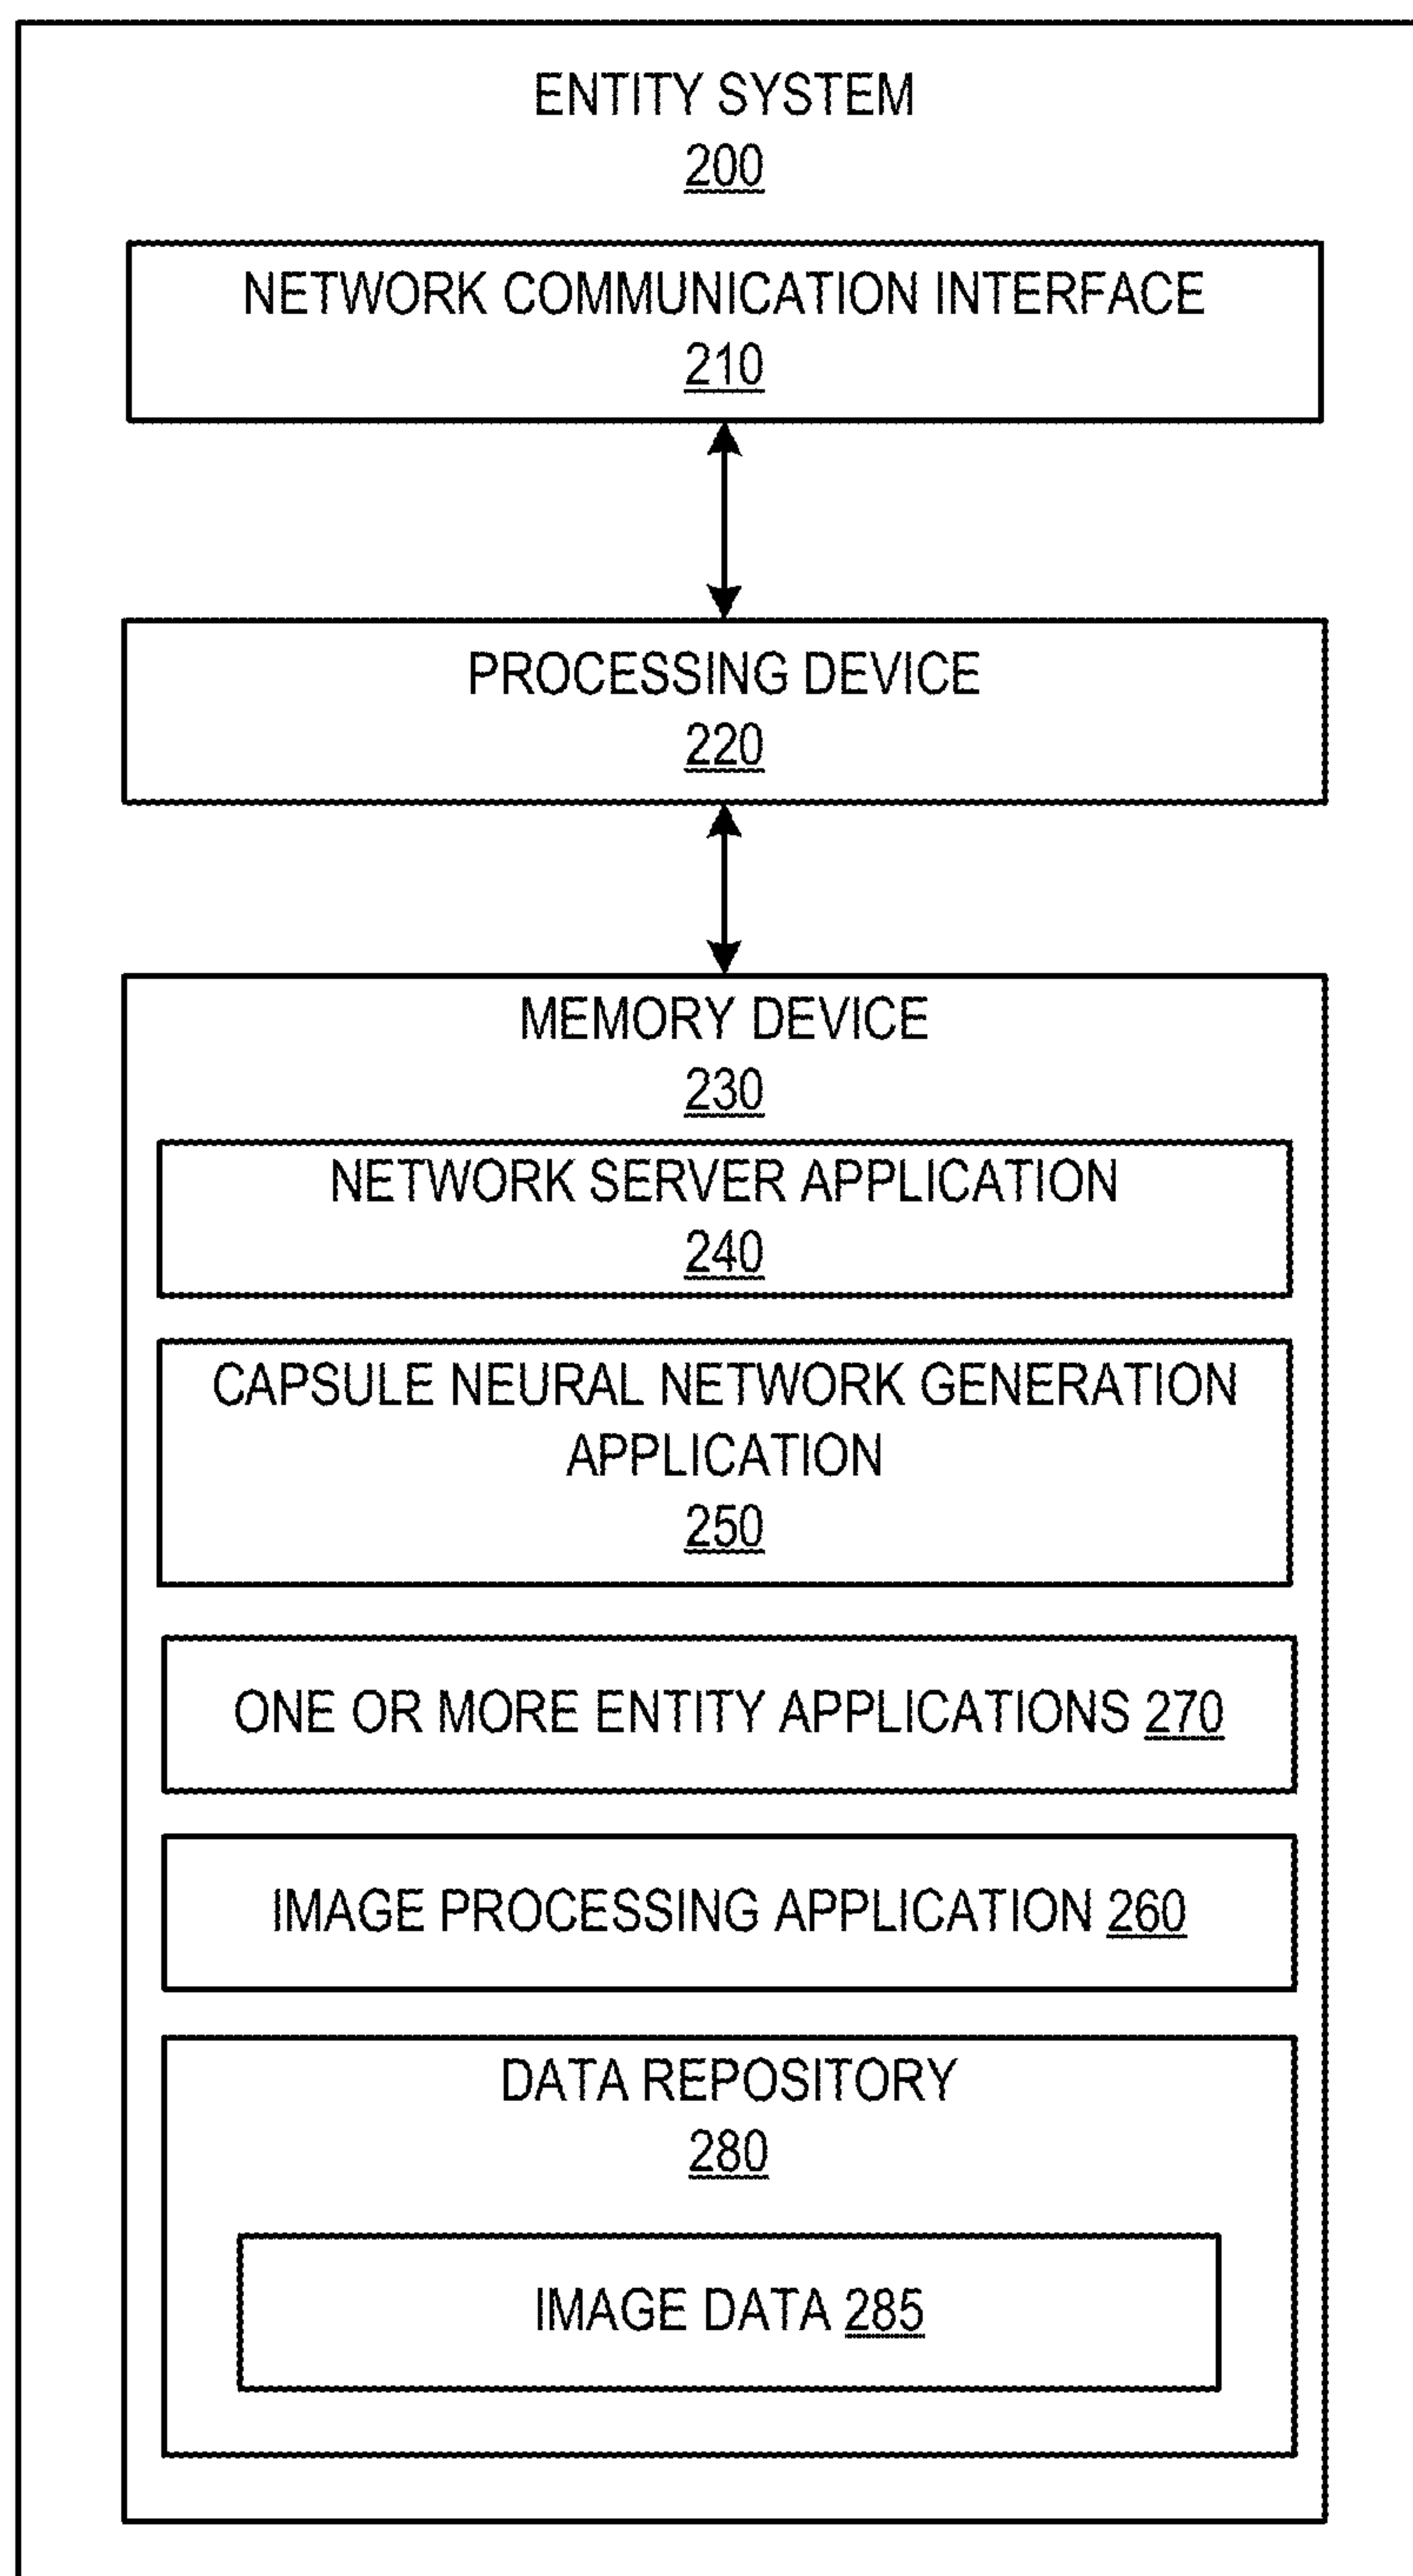 ENTITY SYSTEM
200
NETWORK COMMUNICATION INTERFACE
210
PROCESSING DEVICE
220
MEMORY DEVICE
230
NETWORK SERVER APPLICATION
240
CAPSULE NEURAL NETWORK GENERATION
APPLICATION
250
ONE OR MORE ENTITY APPLICATIONS 270
IMAGE PROCESSING APPLICATION 260
DATA REPOSITORY
280
IMAGE DATA 285